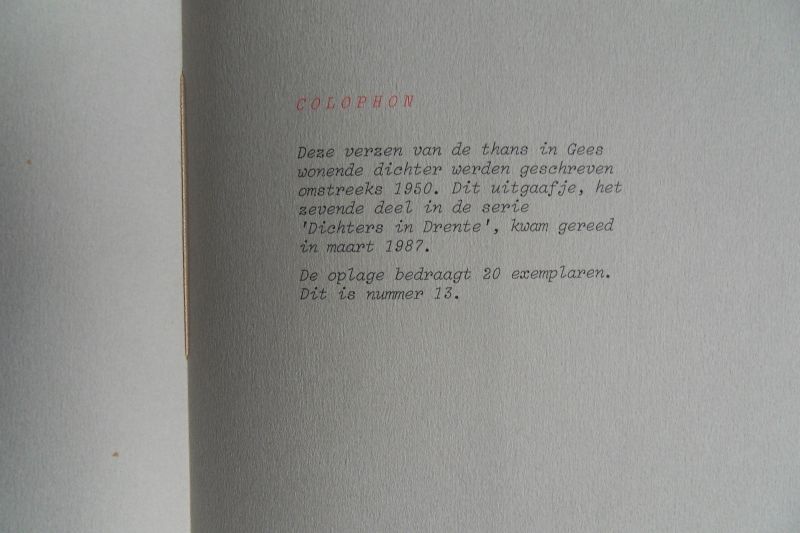 COLOPHON
Deze verzen van de thans in Gees
wonende dichter werden geschreven
omstreeks 1950. Dit uitgaafje, het
zevende deel in de serie
'Dichters in Drente', kwam gereed
in maart 1987.
De oplage bedraagt 20 exemplaren.
Dit is nummer 13.